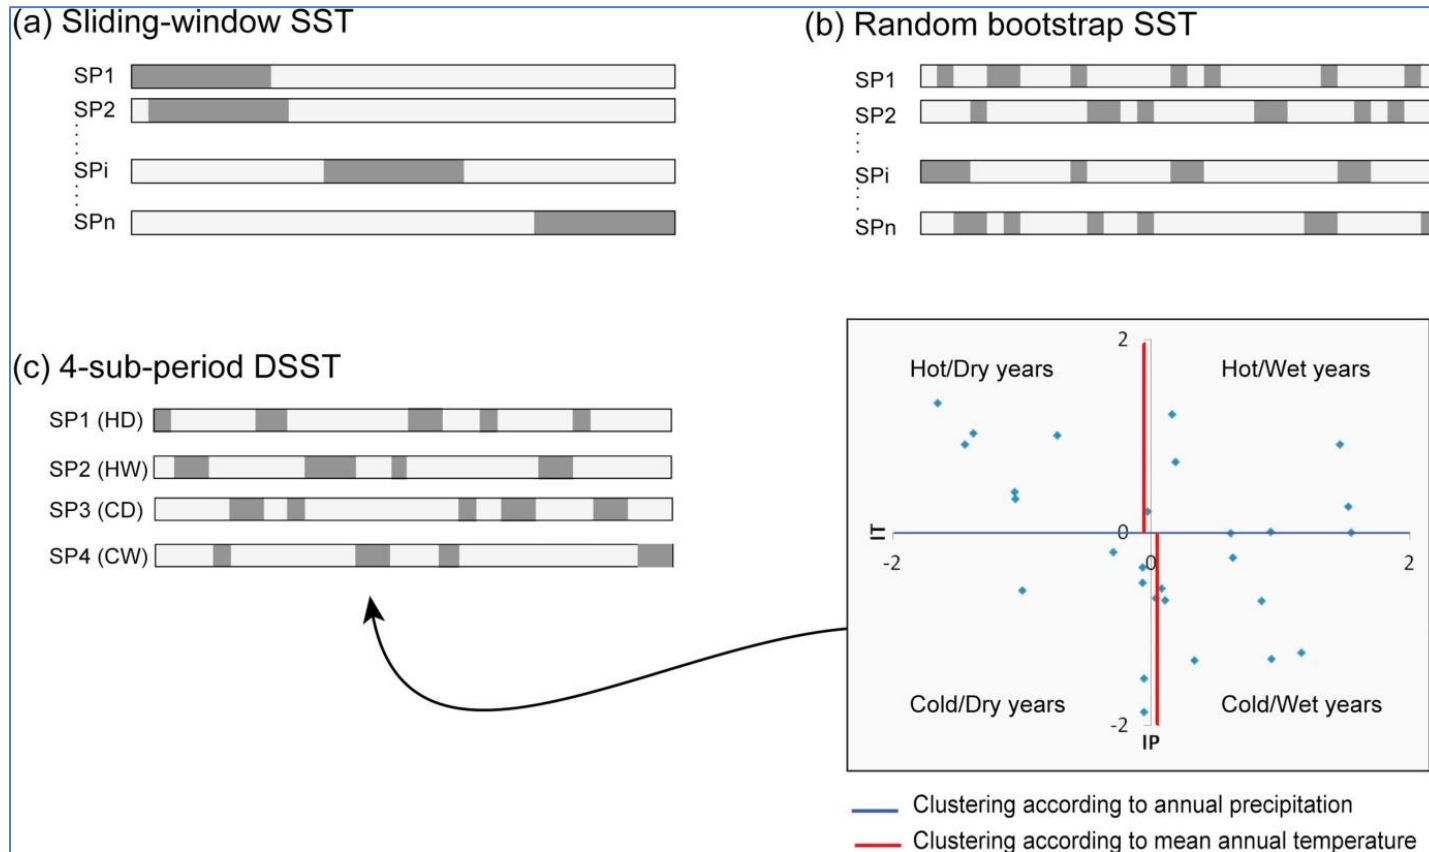 (a) Sliding-window SST
SP1
SP2
SPi
SPn
(b) Random bootstrap SST
SP1
SP2
SPi
SPn
(c) 4-sub-period DSST
SP1 (HD)
SP2 (HW)
SP3 (CD)
SP4 (CW)
2
Hot/Dry years
Hot/Wet years
IT
0
-2
0
2
Cold/Dry years
Cold/Wet years
-2
IP
Clustering according to annual precipitation
Clustering according to mean annual temperature